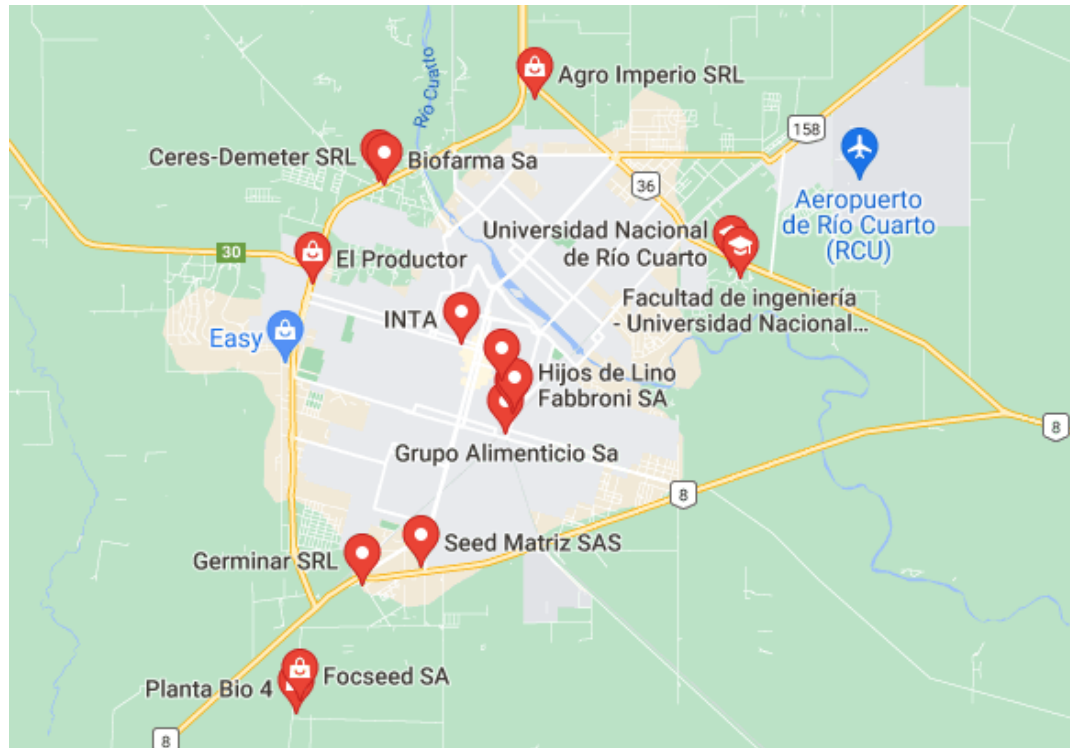 Río Cuarto
Agro Imperio SRL
158
Ceres-Demeter SRL
Biofarma Sa
36
Aeropuerto
de Río Cuarto
(RCU)
Universidad Nacional
de Río Cuarto
30
El Productor
Facultad de ingeniería
- Universidad Nacional...
INTA
Easy
Hijos de Lino
Fabbroni SA
8
Grupo Alimenticio Sa
8
Seed Matriz SAS
Germinar SRL
Focseed SA
Planta Bio 4
8